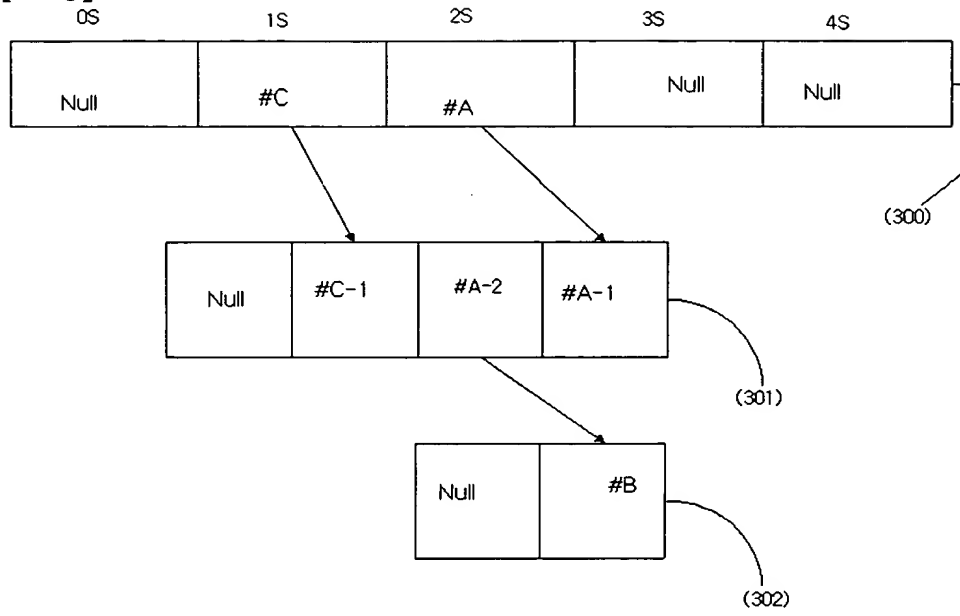 0S 1S 2S 3S 4S
Null #C #A Null Null
(300)
Null #C-1 #A-2 #A-1
(301)
Null #B
(302)